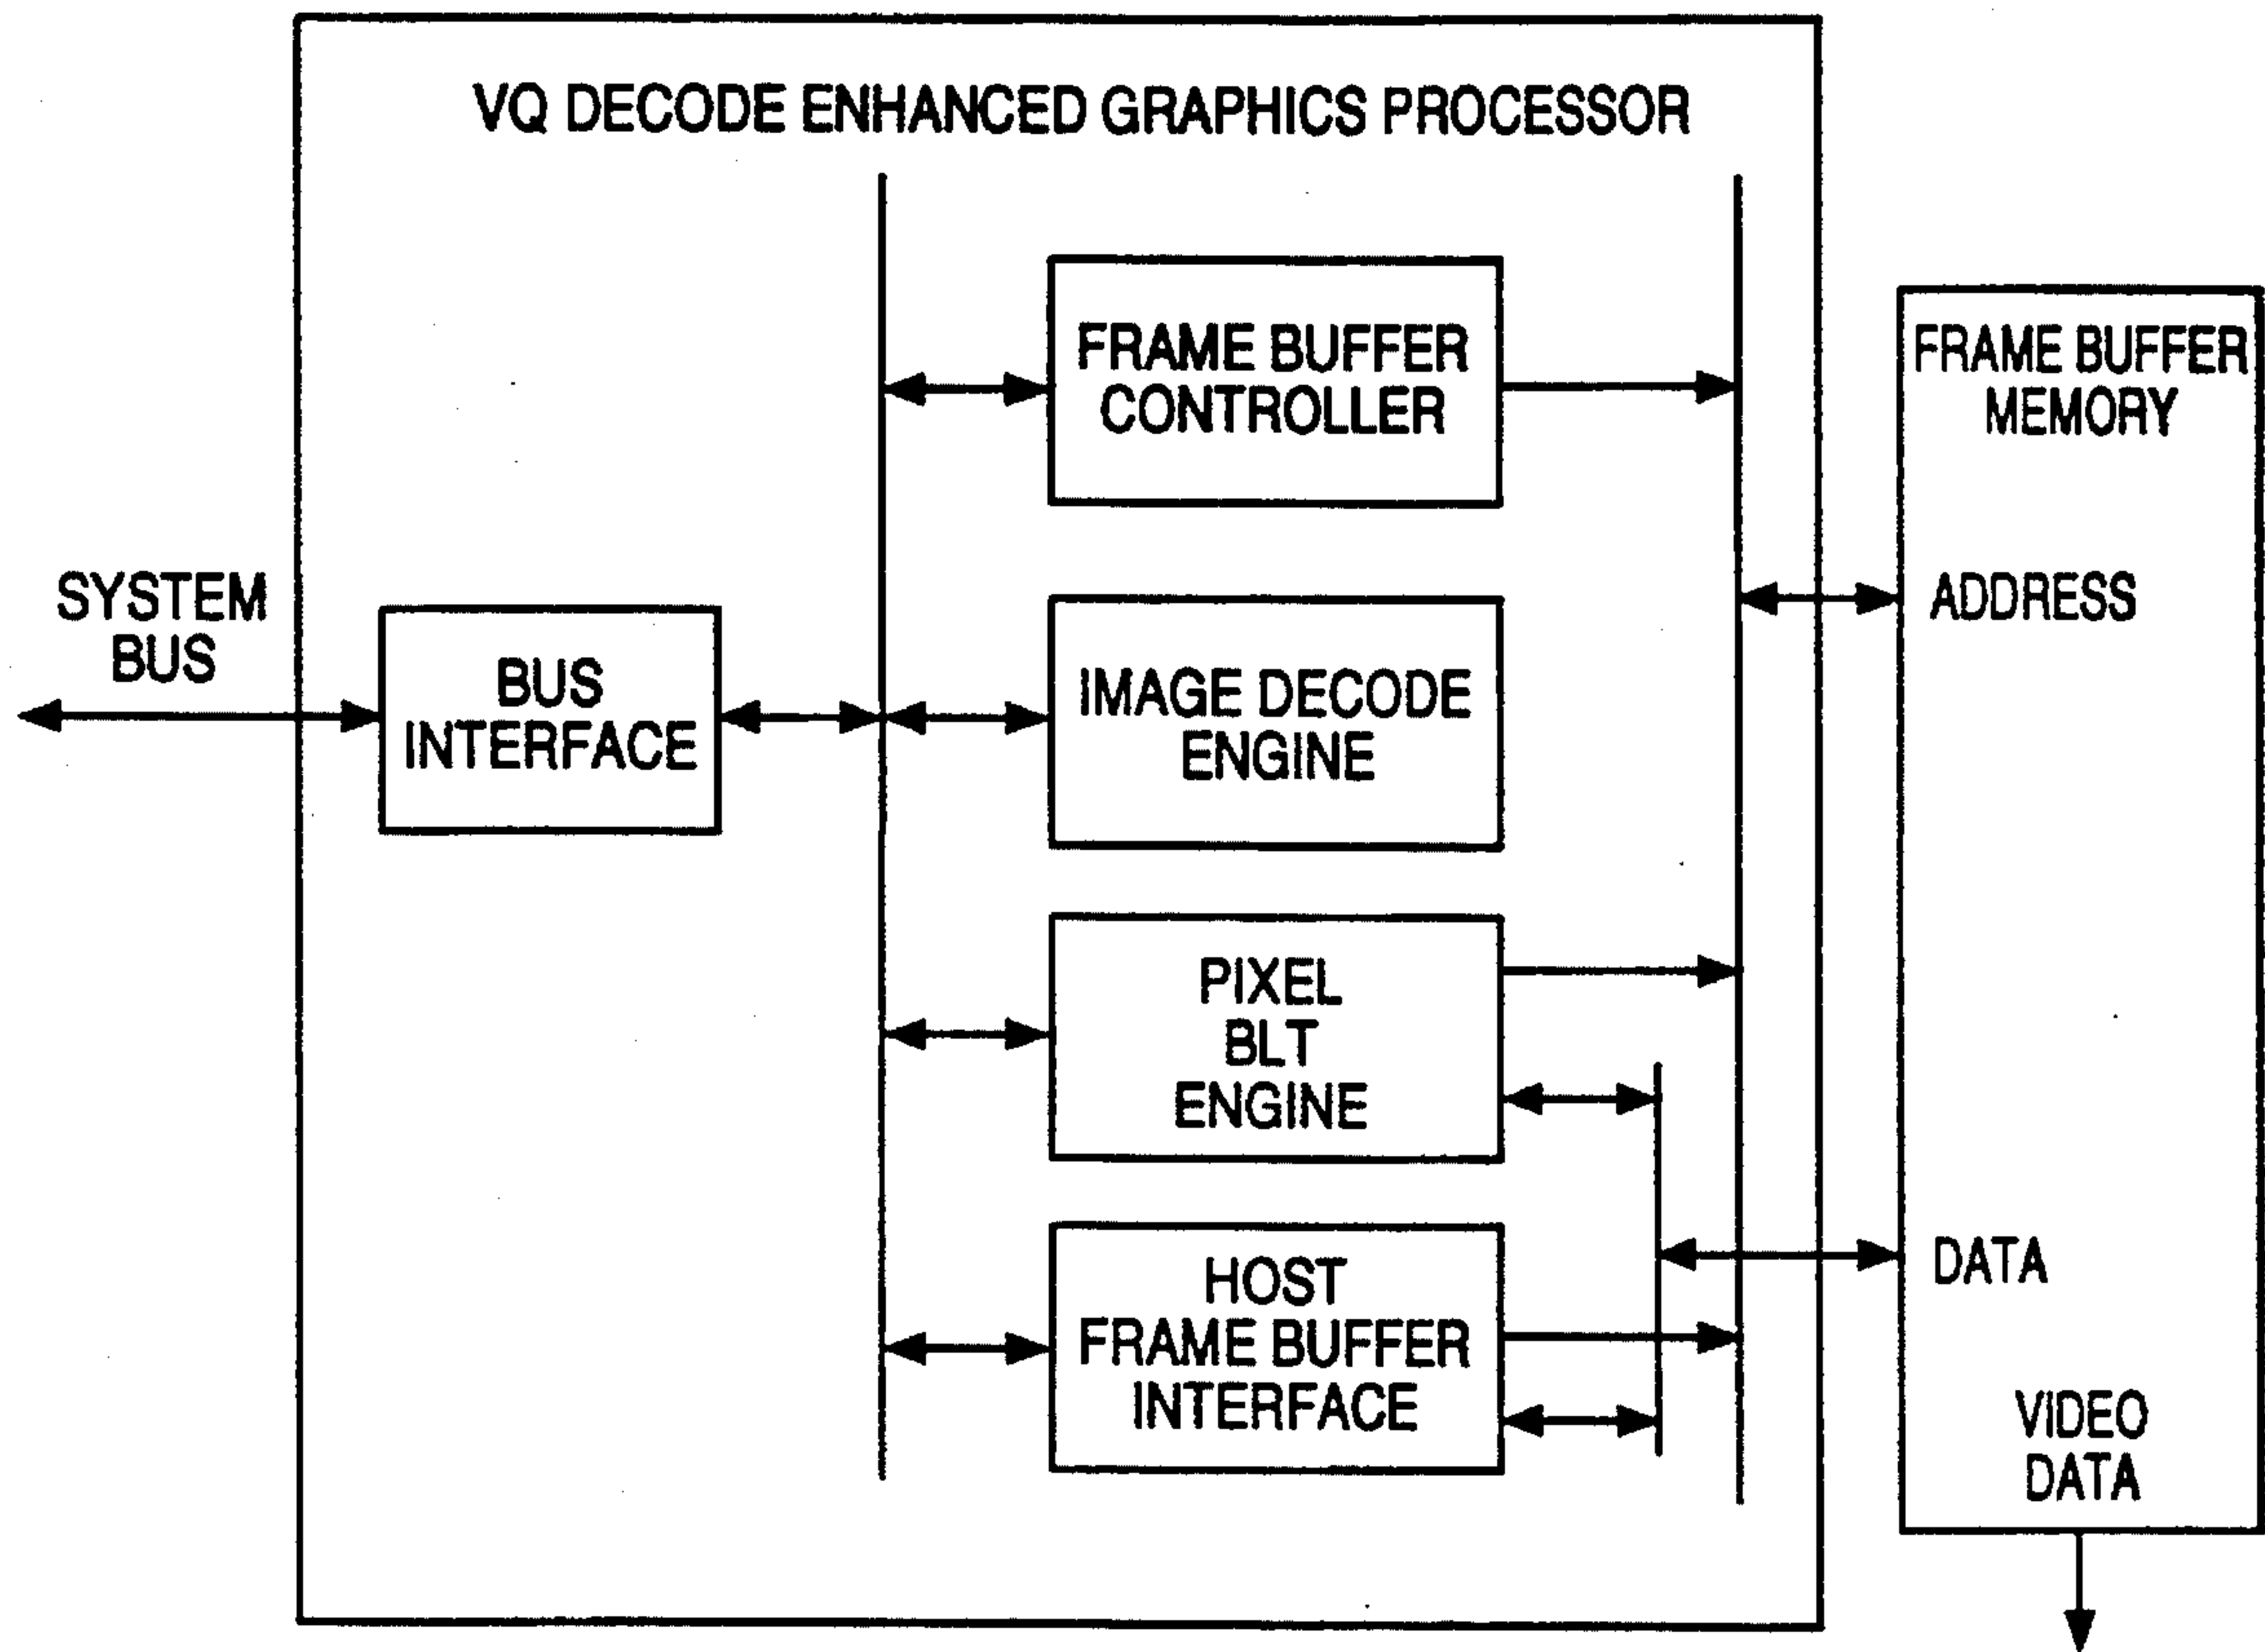 VQ DECODE ENHANCED GRAPHICS PROCESSOR
FRAME BUFFER
CONTROLLER
FRAME BUFFER
MEMORY
SYSTEM
BUS
BUS
INTERFACE
IMAGE DECODE
ENGINE
ADDRESS
PIXEL
BLT
ENGINE
HOST
FRAME BUFFER
INTERFACE
DATA
VIDEO
DATA